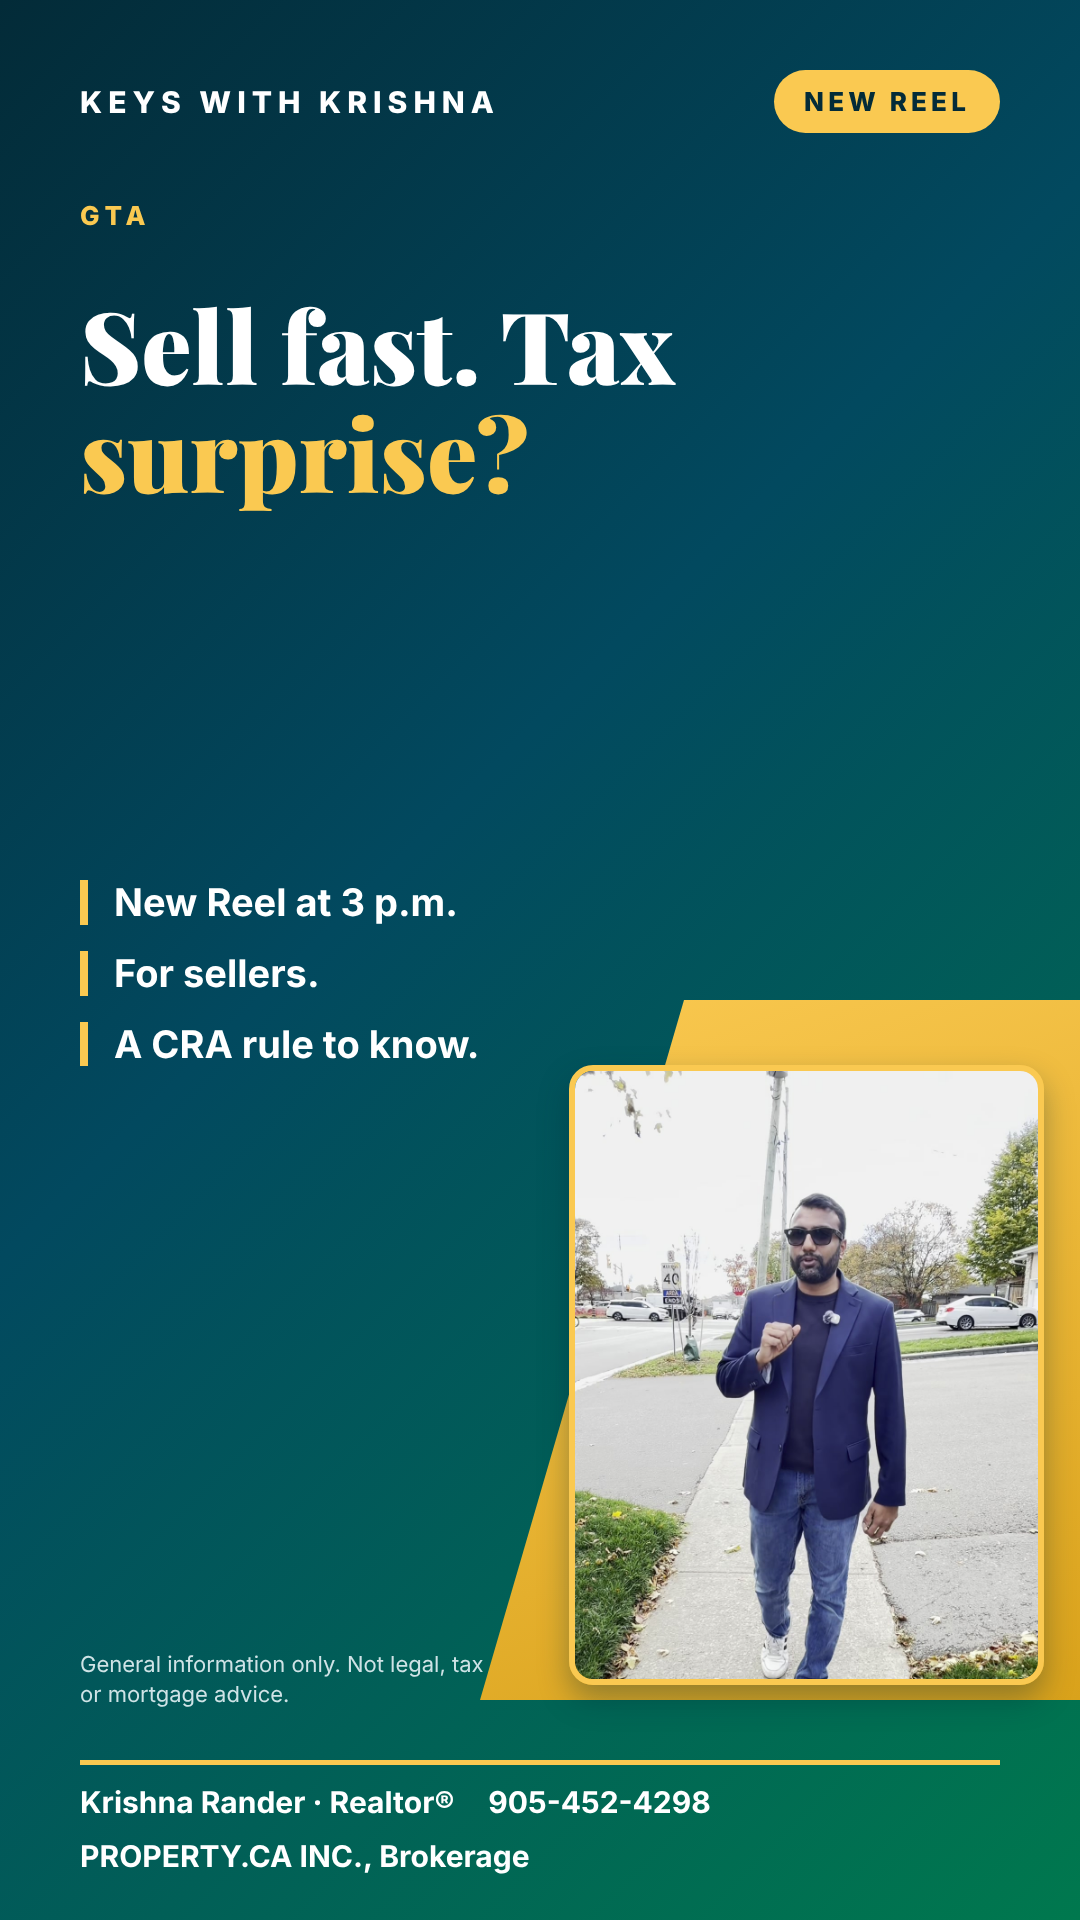 KEYS WITH KRISHNA
NEW REEL
GTA
Sell fast. Tax
surprise?
New Reel at 3 p.m.
For sellers.
A CRA rule to know.
40
ENDS
General information only. Not legal, tax
or mortgage advice.
Krishna Rander · Realtor® 905-452-4298
PROPERTY.CA INC., Brokerage